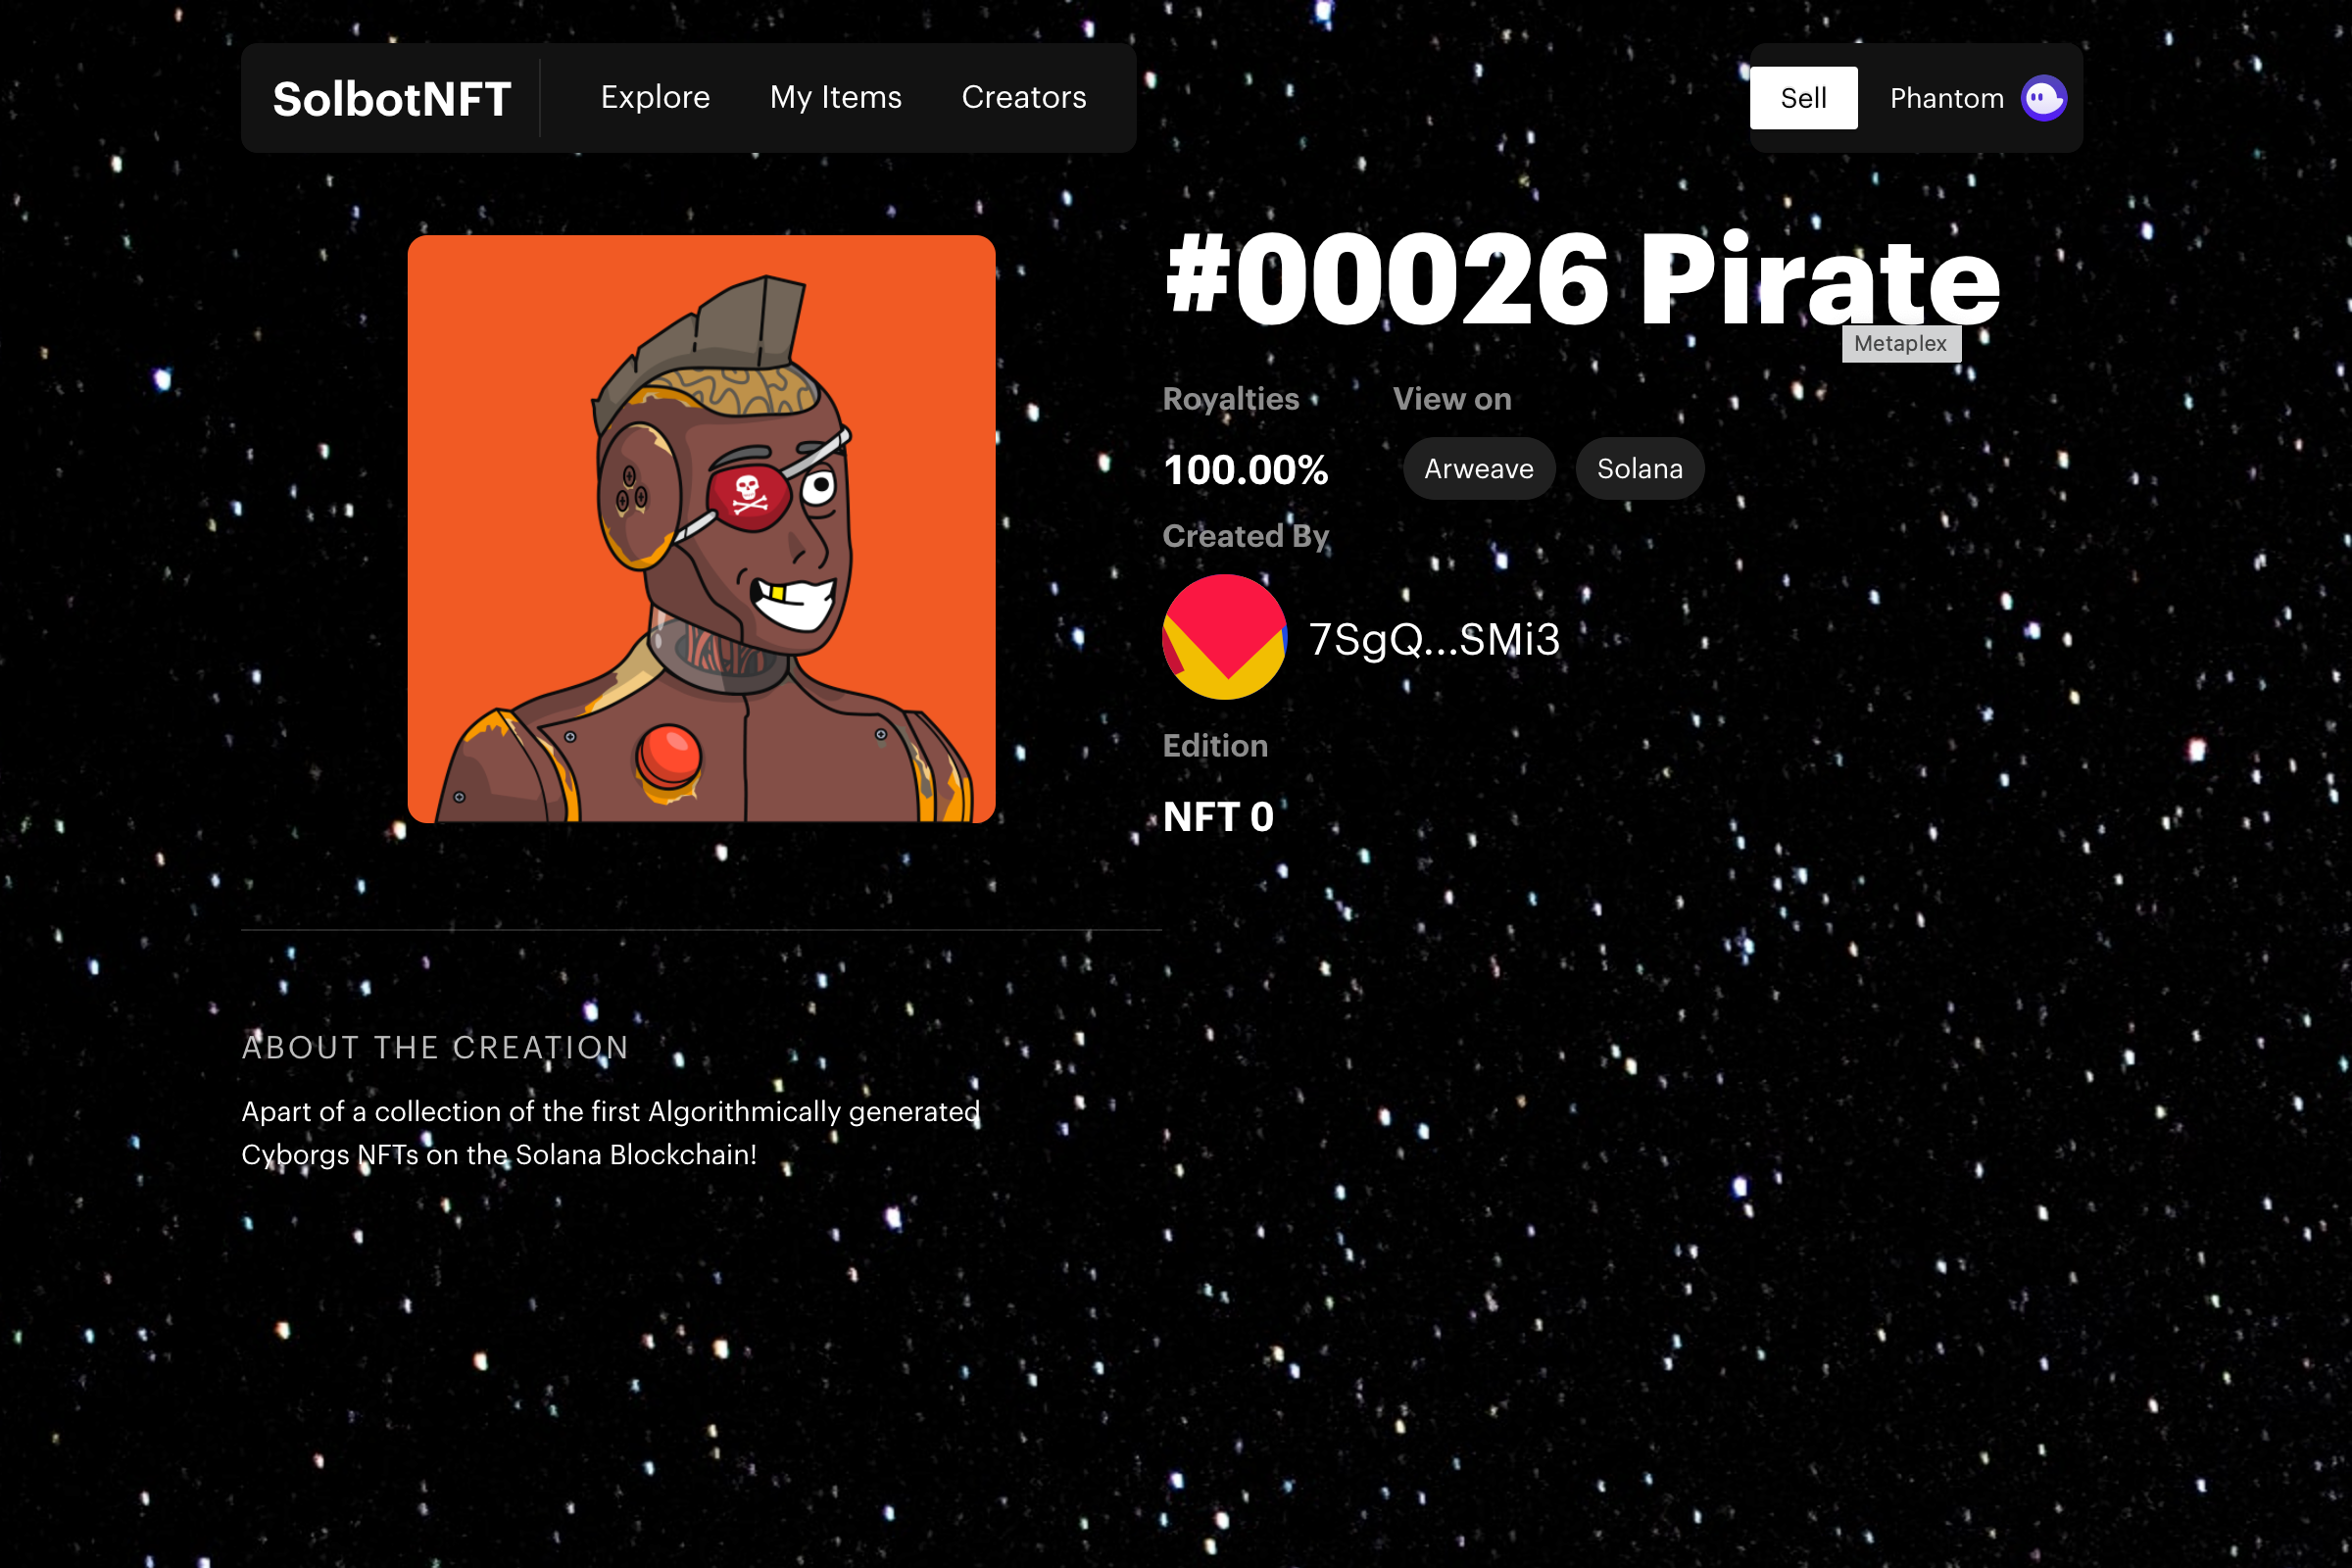 SolbotNFT
Explore
My Items
Creators
Sell
Phantom
#00026 Pirate
Metaplex
Royalties
View on
100.00%
Arweave
Solana
Created By
7SgQ...SMi3
Edition
NFT 0
ABOUT THE CREATION
Apart of a collection of the first Algorithmically generated
Cyborgs NFTs on the Solana Blockchain!